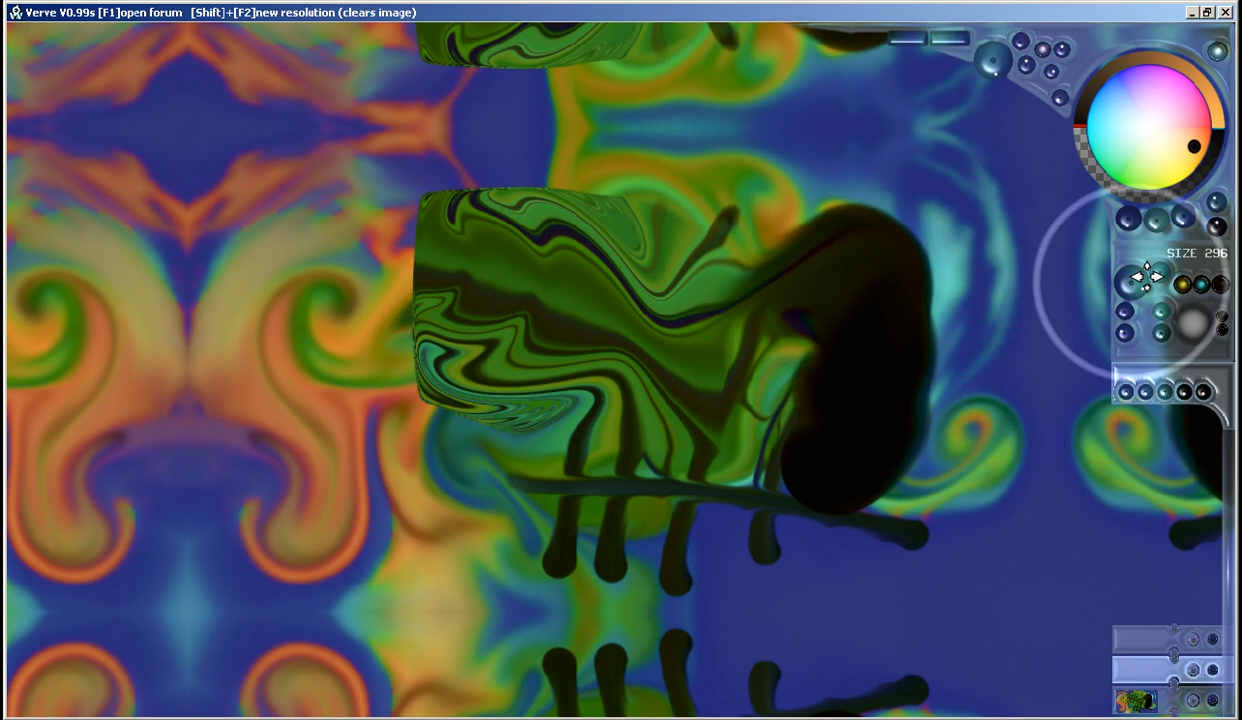 Verve V0.99s [F1]open forum [Shift]+[F2]new resolution (clears image)
SIZE 296